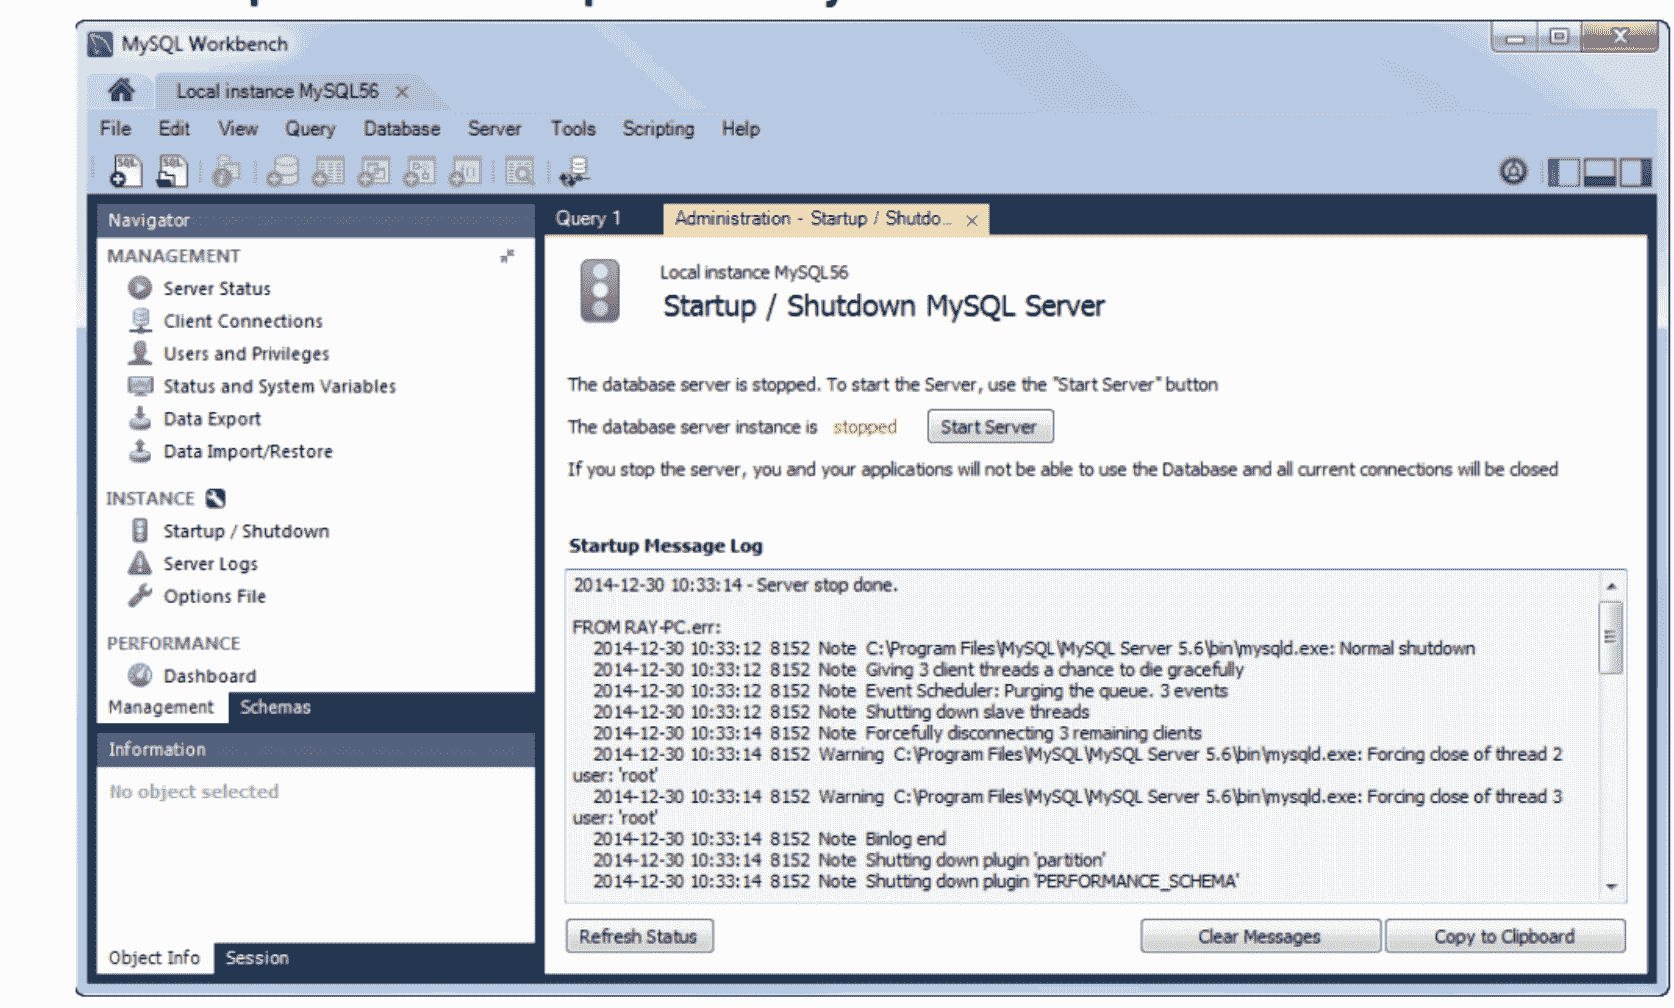 MySQL Workbench
Local instance MySQL56
File Edit View Query Database Server Tools Scripting Help
SQL SQL
Navigator
MANAGEMENT
Server Status
Client Connections
Users and Privileges
Status and System Variables
Data Export
Data Import/Restore
INSTANCE
Startup / Shutdown
Server Logs
Options File
PERFORMANCE
Dashboard
Management Schemas
Information
No object selected
Object Info Session
Query 1 Administration - Startup / Shutdo...
Local instance MySQL56
Startup / Shutdown MySQL Server
The database server is stopped. To start the Server, use the "Start Server" button
The database server instance is stopped Start Server
If you stop the server, you and your applications will not be able to use the Database and all current connections will be closed
Startup Message Log
2014-12-30 10:33:14 - Server stop done.
FROM RAY-PC.err:
2014-12-30 10:33:12 8152 Note C:\Program Files\MySQL\MySQL Server 5.6\bin\mysqld.exe: Normal shutdown
2014-12-30 10:33:12 8152 Note Giving 3 client threads a chance to die gracefully
2014-12-30 10:33:12 8152 Note Event Scheduler: Purging the queue. 3 events
2014-12-30 10:33:12 8152 Note Shutting down slave threads
2014-12-30 10:33:14 8152 Note Forcefully disconnecting 3 remaining clients
2014-12-30 10:33:14 8152 Warning C:\Program Files\MySQL\MySQL Server 5.6\bin\mysqld.exe: Forcing close of thread 2
user: 'root'
2014-12-30 10:33:14 8152 Warning C:\Program Files\MySQL\MySQL Server 5.6\bin\mysqld.exe: Forcing close of thread 3
user: 'root'
2014-12-30 10:33:14 8152 Note Binlog end
2014-12-30 10:33:14 8152 Note Shutting down plugin 'partition'
2014-12-30 10:33:14 8152 Note Shutting down plugin 'PERFORMANCE_SCHEMA'
Refresh Status Clear Messages Copy to Clipboard